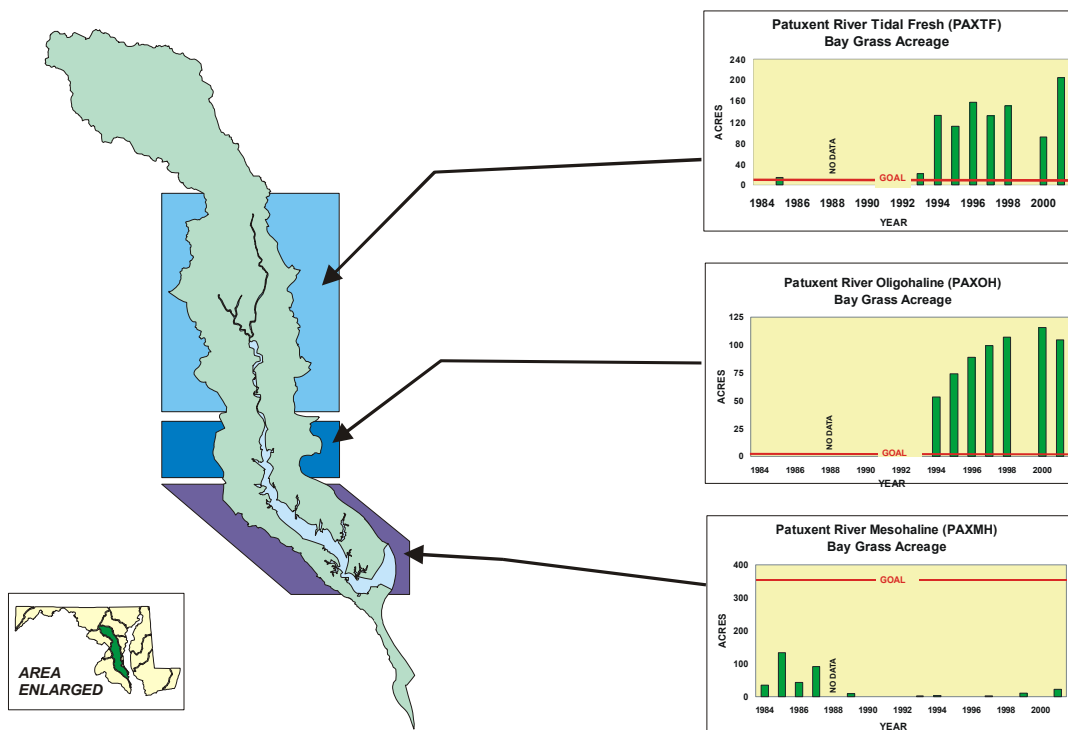 Patuxent River Tidal Fresh (PAXTF)
Bay Grass Acreage
ACRES
240
200
160
120
80
40
0
NO DATA
GOAL
1984 1986 1988 1990 1992 1994 1996 1998 2000
YEAR
Patuxent River Oligohaline (PAXOH)
Bay Grass Acreage
ACRES
125
100
75
50
25
0
NO DATA
GOAL
1984 1986 1988 1990 1992 1994 1996 1998 2000
YEAR
Patuxent River Mesohaline (PAXMH)
Bay Grass Acreage
ACRES
400
300
200
100
0
GOAL
NO DATA
1984 1986 1988 1990 1992 1994 1996 1998 2000
YEAR
AREA
ENLARGED